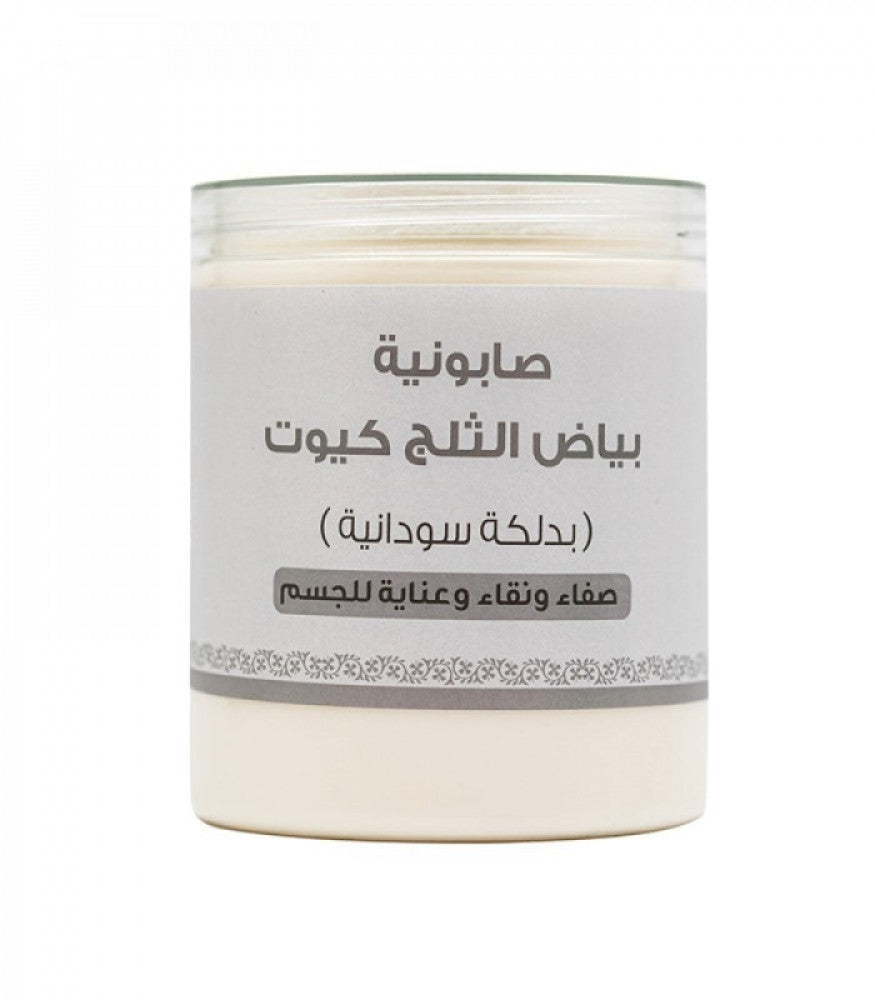 صابونية
بياض الثلج كيوت
(بدلكة سودانية)
صفاء ونقاء وعناية للجسم